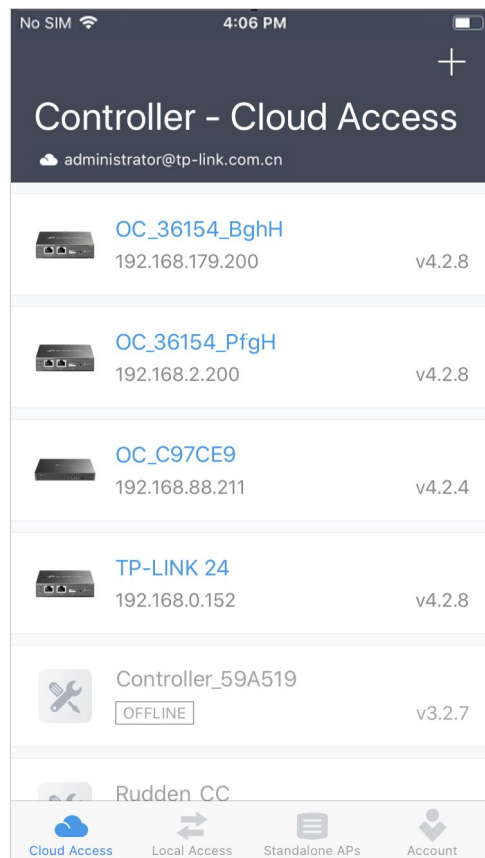 No SIM 4:06 PM
Controller - Cloud Access
administrator@tp-link.com.cn
OC_36154_BghH
192.168.179.200 v4.2.8
OC_36154_PfgH
192.168.2.200 v4.2.8
OC_C97CE9
192.168.88.211 v4.2.4
TP-LINK 24
192.168.0.152 v4.2.8
Controller_59A519
OFFLINE v3.2.7
Rudden CC
Cloud Access Local Access Standalone APs Account